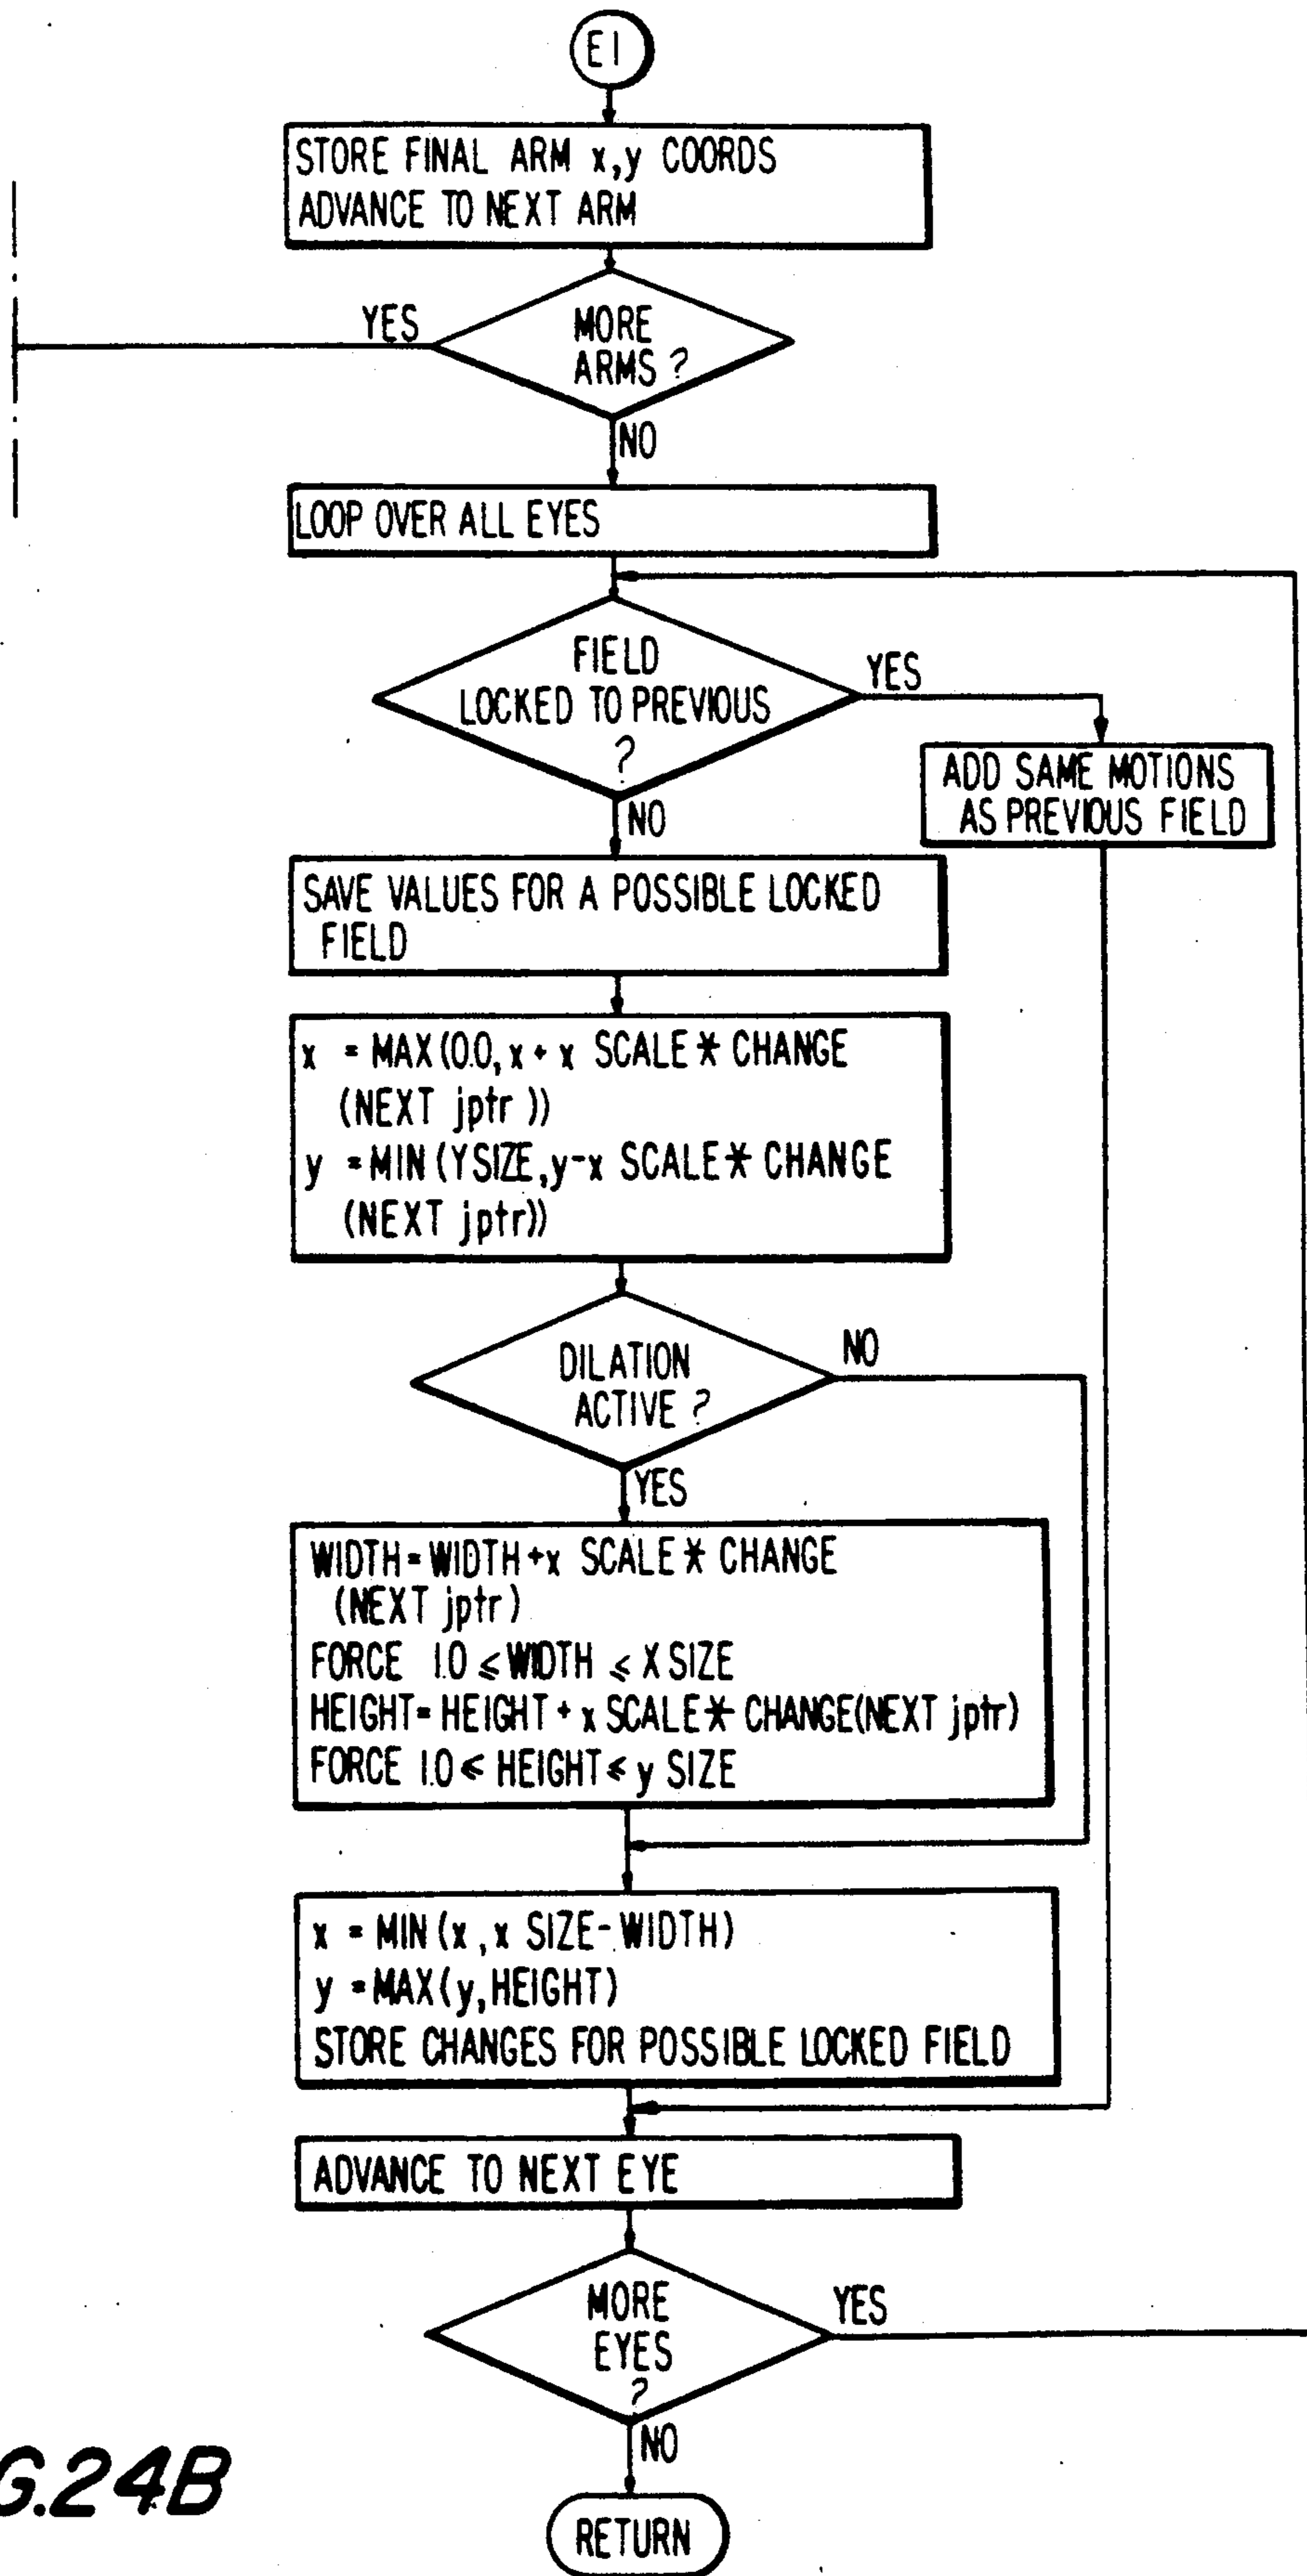 E1
STORE FINAL ARM x,y COORDS
ADVANCE TO NEXT ARM
YES
MORE
ARMS ?
NO
LOOP OVER ALL EYES
FIELD
LOCKED TO PREVIOUS
?
YES
ADD SAME MOTIONS
AS PREVIOUS FIELD
NO
SAVE VALUES FOR A POSSIBLE LOCKED
FIELD
x = MAX (0.0, x + x SCALE * CHANGE
(NEXT jptr ))
y = MIN (YSIZE, y - x SCALE * CHANGE
(NEXT jptr))
DILATION
ACTIVE ?
NO
YES
WIDTH = WIDTH + x SCALE * CHANGE
(NEXT jptr)
FORCE 1.0 ≤ WIDTH ≤ X SIZE
HEIGHT = HEIGHT + x SCALE * CHANGE(NEXT jptr)
FORCE 1.0 ≤ HEIGHT ≤ y SIZE
x = MIN (x, x SIZE - WIDTH)
y = MAX (y, HEIGHT)
STORE CHANGES FOR POSSIBLE LOCKED FIELD
ADVANCE TO NEXT EYE
MORE
EYES
?
YES
NO
G.24B
RETURN